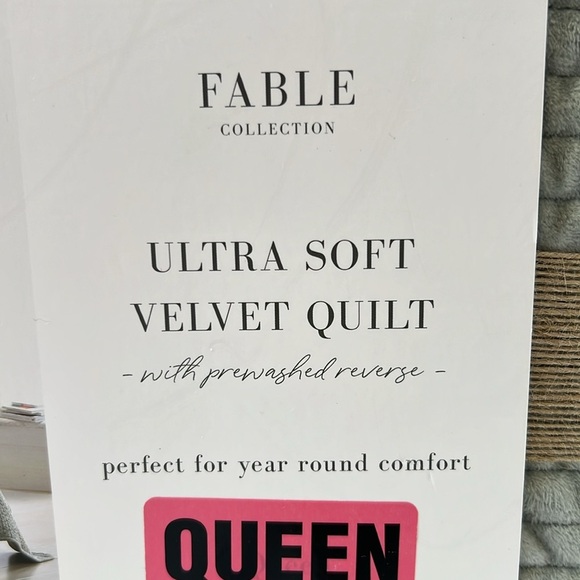 FABLE
COLLECTION
ULTRA SOFT
VELVET QUILT
- with prewashed reverse -
perfect for year round comfort
QUEEN